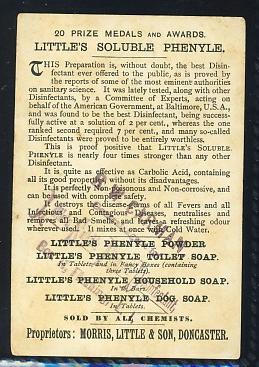 20 PRIZE MEDALS AND AWARDS.
LITTLE'S SOLUBLE PHENYLE.
THIS Preparation is, without doubt, the best Disin-
fectant ever offered to the public, as is proved
by the reports of some of the most eminent authorities
on sanitary science. It was lately tested, along with other
Disinfectants, by a Committee of Experts, acting on
behalf of the American Government, at Baltimore, U.S.A.,
and was found to be the best Disinfectant, being success-
fully active at a solution of 2 per cent., whereas the one
ranked second required 7 per cent., and many so-called
Disinfectants were proved to be entirely worthless.
This is proof positive that LITTLE'S SOLUBLE
PHENYLE is nearly four times stronger than any other
Disinfectant.
It is quite as effective as Carbolic Acid, containing
all its good properties without its disadvantages.
It is perfectly Non-poisonous and Non-corrosive, and
can be used with complete safety.
It destroys the disease germs of all Fevers and all
Infectious and Contagious Diseases, neutralises and
removes all Bad Smells, and has a refreshing odour
wherever used. It mixes at once with Cold Water.
LITTLE'S PHENYLE POWDER
LITTLE'S PHENYLE TOILET SOAP.
In Tablets, and in Fancy Boxes (containing
three Tablets).
LITTLE'S PHENYLE HOUSEHOLD SOAP.
In lb. Bars.
LITTLE'S PHENYLE DOG SOAP.
In Tablets.
SOLD BY ALL CHEMISTS.
Proprietors: MORRIS, LITTLE & SON, DONCASTER.